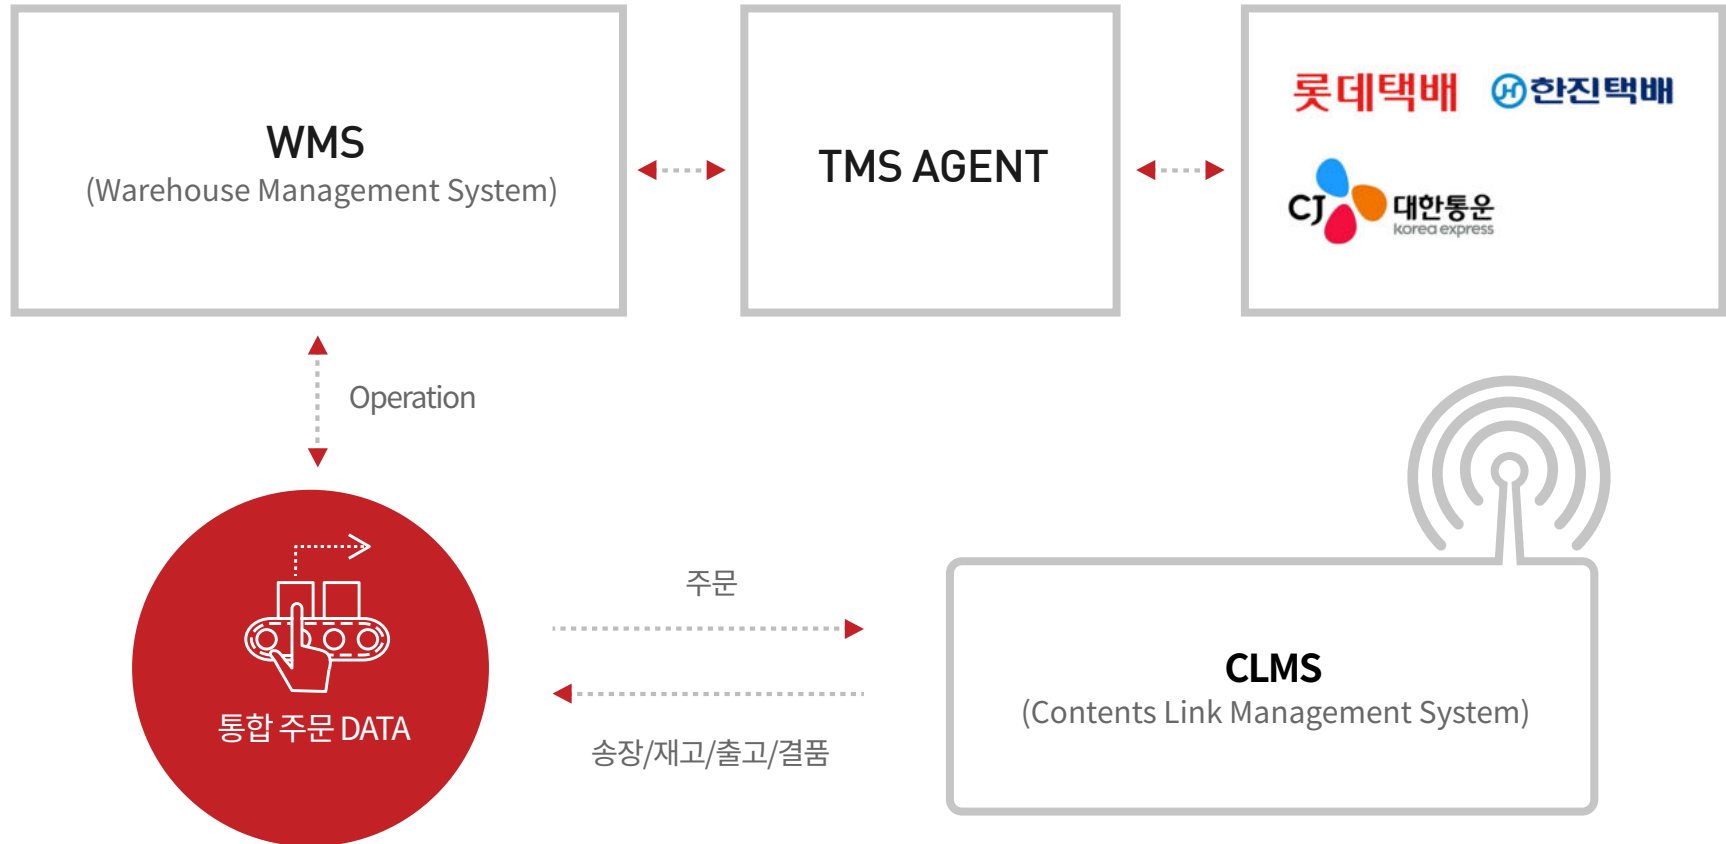 WMS
(Warehouse Management System)
TMS AGENT
롯데택배
H 한진택배
CJ 대한통운
korea express
Operation
통합 주문 DATA
주문
송장/재고/출고/결품
CLMS
(Contents Link Management System)